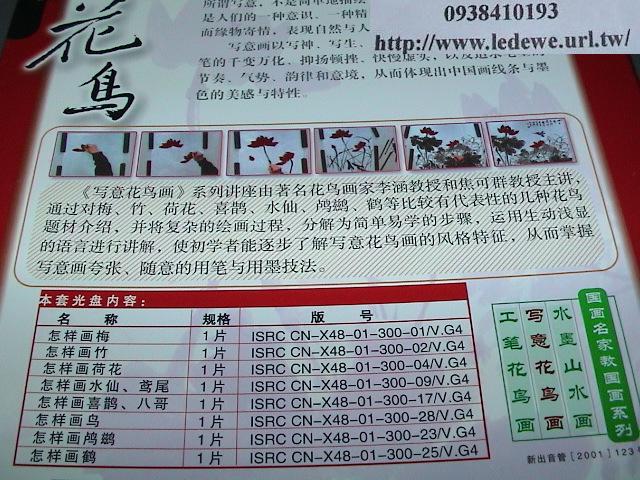 花鸟
所谓写意，不是简单地描绘
是人们的一种意识、一种精
而缘物寄情，表现自然与人
写意画以写神、写生、
笔的千变万化、抑扬顿挫、快慢虚实，以及
节奏、气势、韵律和意境，从而体现出中国画线条与墨
色的美感与特性。
0938410193
http://www.ledewe.url.tw/
《写意花鸟画》系列讲座由著名花鸟画家李涵教授和焦可群教授主讲，
通过对梅、竹、荷花、喜鹊、水仙、鸬鹚、鹤等比较有代表性的几种花鸟
题材介绍，并将复杂的绘画过程，分解为简单易学的步骤，运用生动浅显
的语言进行讲解，使初学者能逐步了解写意花鸟画的风格特征，从而掌握
写意画夸张、随意的用笔与用墨技法。
本套光盘内容：
名 称 规格 版 号
怎样画梅 1片 ISRC CN-X48-01-300-01/V.G4
怎样画竹 1片 ISRC CN-X48-01-300-02/V.G4
怎样画荷花 1片 ISRC CN-X48-01-300-04/V.G4
怎样画水仙、鸢尾 1片 ISRC CN-X48-01-300-09/V.G4
怎样画喜鹊、八哥 1片 ISRC CN-X48-01-300-17/V.G4
怎样画鸟 1片 ISRC CN-X48-01-300-28/V.G4
怎样画鸬鹚 1片 ISRC CN-X48-01-300-23/V.G4
怎样画鹤 1片 ISRC CN-X48-01-300-25/V.G4
国画名家教国画系列
水墨山水画
写意花鸟画
工笔花鸟画
新出音管［2001］123